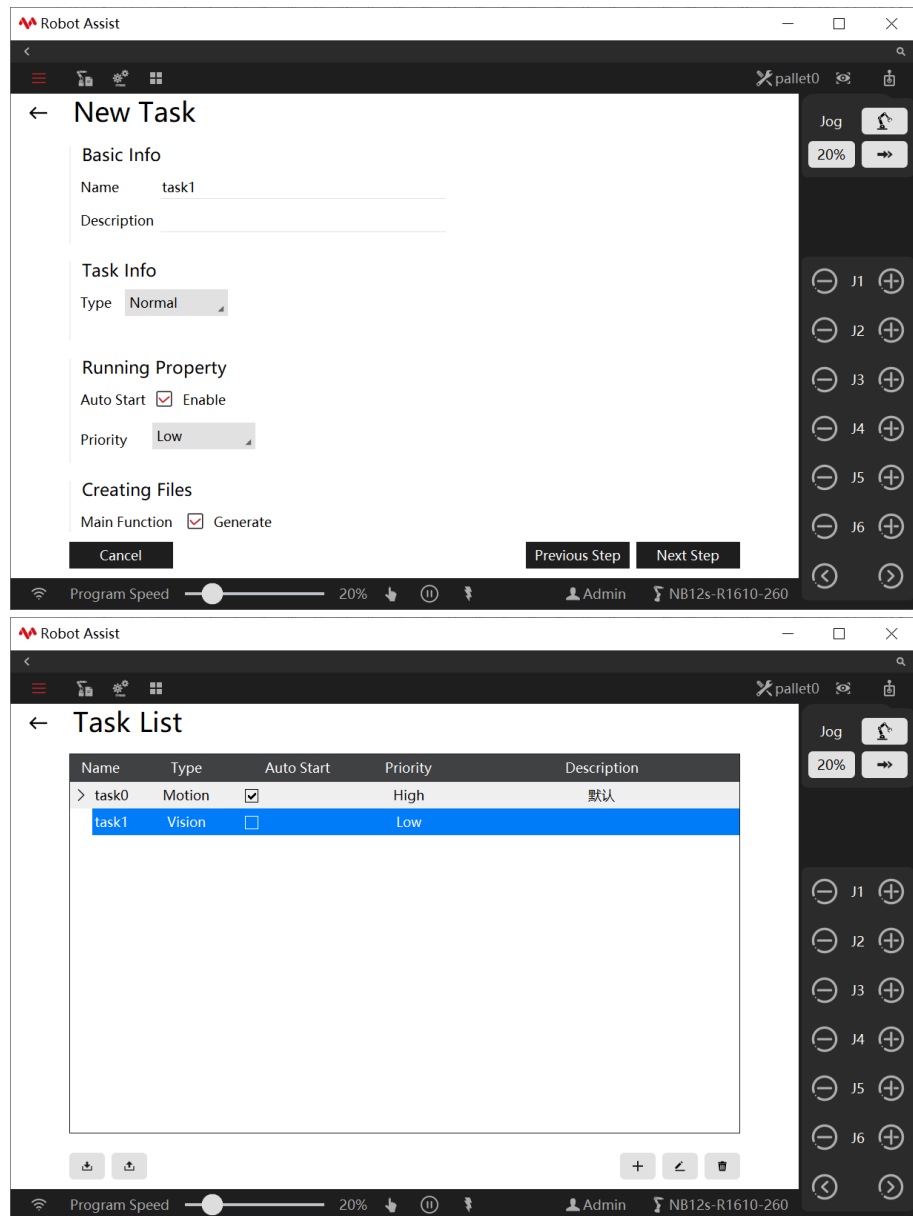 Robot Assist
pallet0
New Task
Jog
20%
Basic Info
Name task1
Description
Task Info
Type Normal
J1
J2
Running Property
J3
Auto Start Enable
Priority Low
J4
Creating Files
J5
Main Function Generate
J6
Cancel Previous Step Next Step
Program Speed 20% Admin NB12s-R1610-260
Robot Assist
pallet0
Task List
Jog
20%
Name Type Auto Start Priority Description
task0 Motion High 默认
task1 Vision Low
J1
J2
J3
J4
J5
J6
Program Speed 20% Admin NB12s-R1610-260